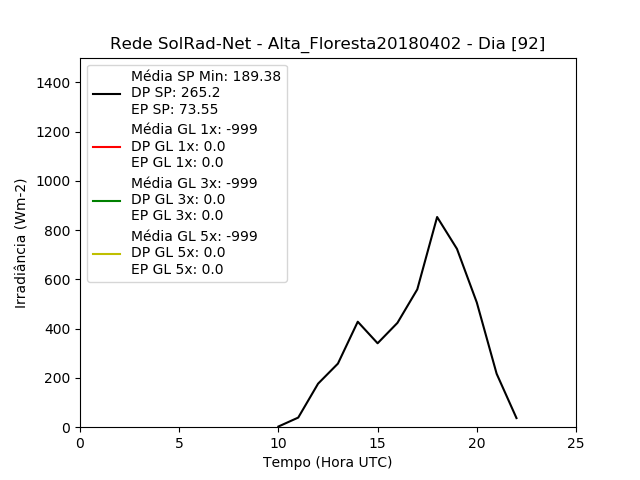 Rede SolRad-Net - Alta_Floresta20180402 - Dia [92]
Média SP Min: 189.38
DP SP: 265.2
EP SP: 73.55
Média GL 1x: -999
DP GL 1x: 0.0
EP GL 1x: 0.0
Média GL 3x: -999
DP GL 3x: 0.0
EP GL 3x: 0.0
Média GL 5x: -999
DP GL 5x: 0.0
EP GL 5x: 0.0
Irradiância (Wm-2)
1400
1200
1000
800
600
400
200
0
0 5 10 15 20 25
Tempo (Hora UTC)